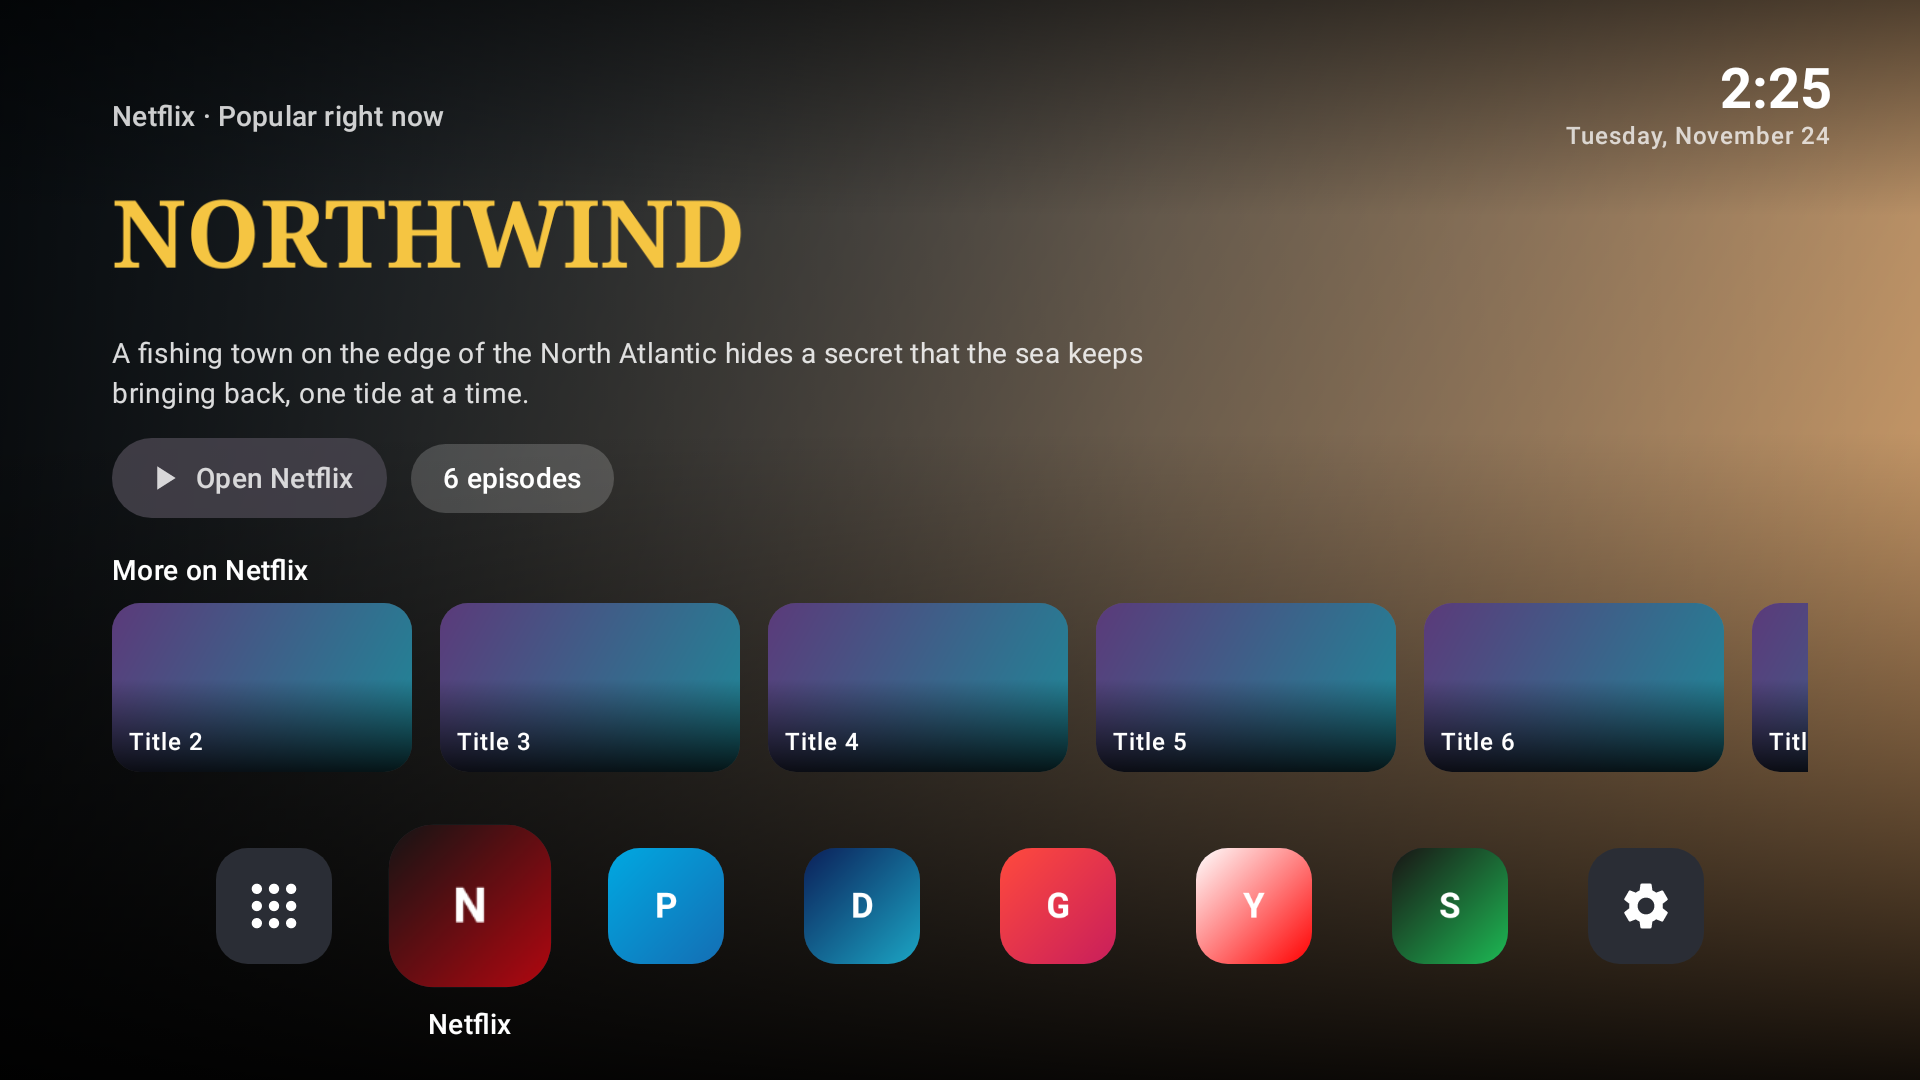 2:25
Tuesday, November 24
Netflix · Popular right now
NORTHWIND
A fishing town on the edge of the North Atlantic hides a secret that the sea keeps
bringing back, one tide at a time.
Open Netflix
6 episodes
More on Netflix
Title 2
Title 3
Title 4
Title 5
Title 6
Titl
N
P
D
G
Y
S
Netflix